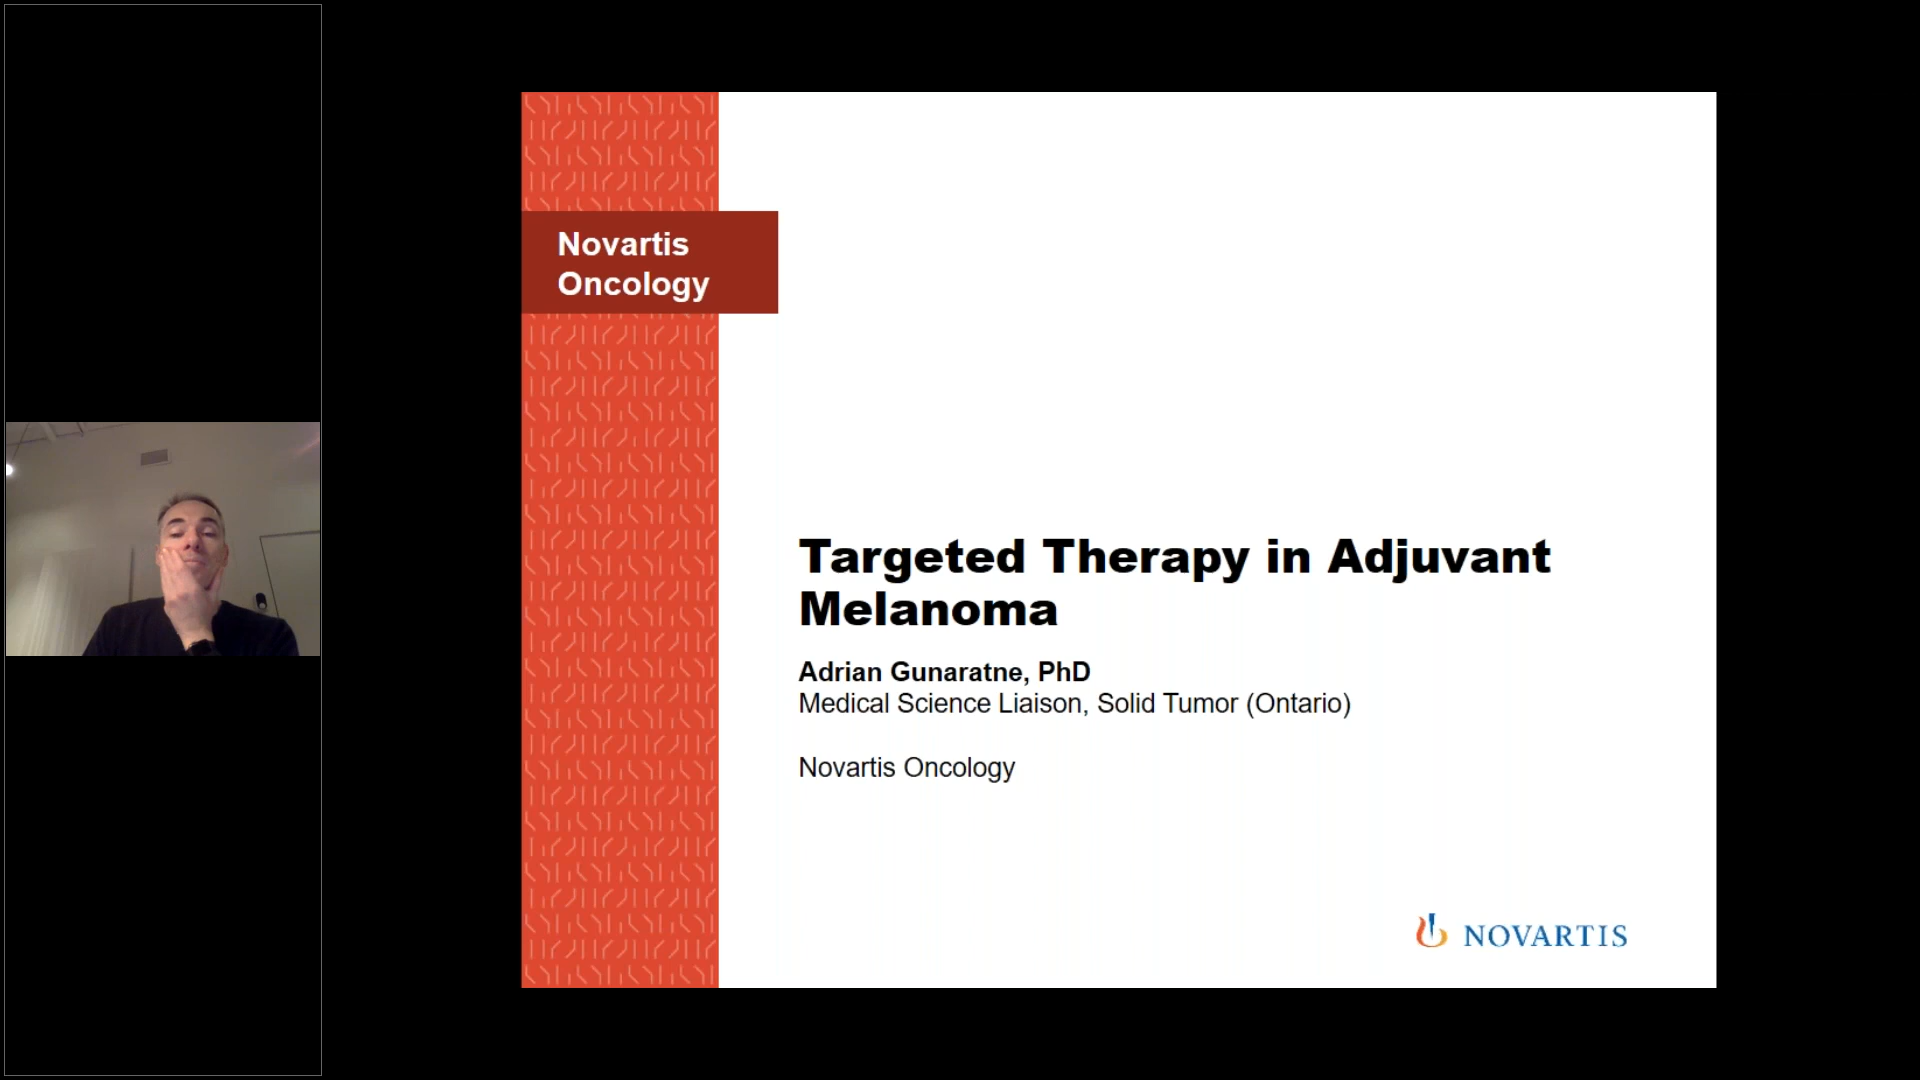 Novartis
Oncology
Targeted Therapy in Adjuvant
Melanoma
Adrian Gunaratne, PhD
Medical Science Liaison, Solid Tumor (Ontario)
Novartis Oncology
NOVARTIS